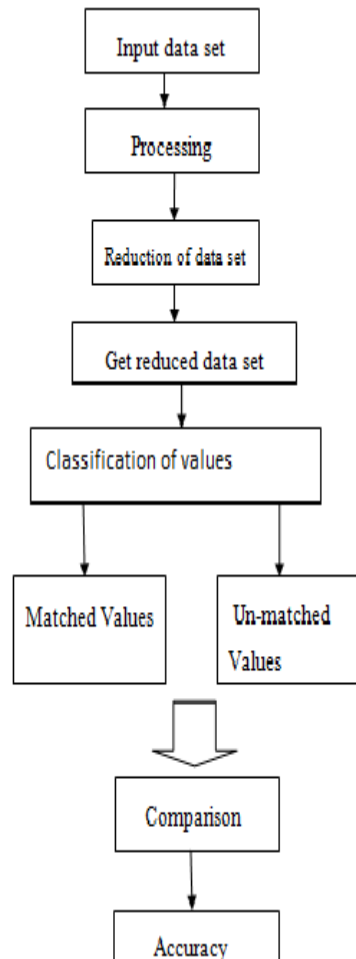 Input data set
Processing
Reduction of data set
Get reduced data set
Classification of values
Matched Values
Un-matched
Values
Comparison
Accuracy